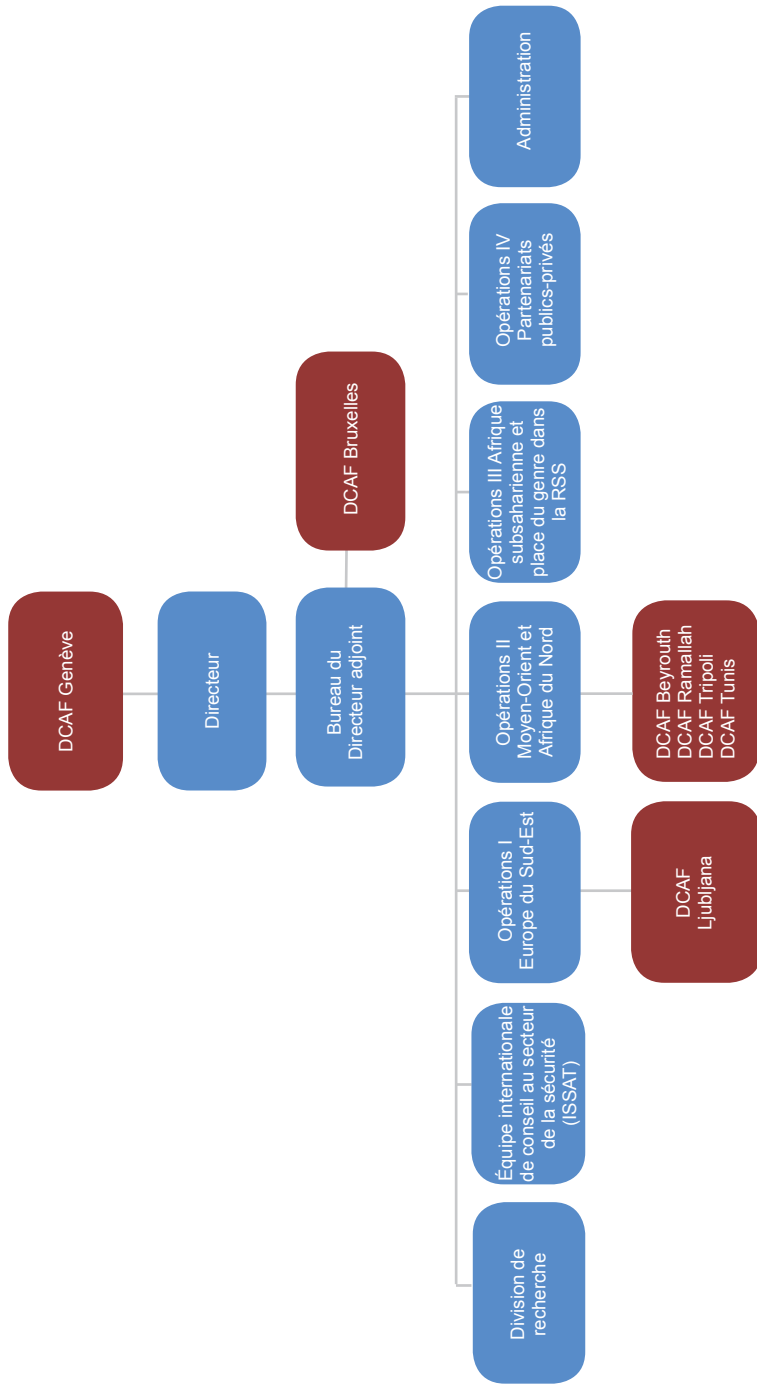 DCAF Genève
Directeur
Bureau du
Directeur adjoint
DCAF Bruxelles
Division de
recherche
Équipe internationale
de conseil au secteur
de la sécurité
(ISSAT)
Opérations I
Europe du Sud-Est
Opérations II
Moyen-Orient et
Afrique du Nord
Opérations III Afrique
subsaharienne et
place du genre dans
la RSS
Opérations IV
Partenariats
publics-privés
Administration
DCAF
Ljubljana
DCAF Beyrouth
DCAF Ramallah
DCAF Tripoli
DCAF Tunis